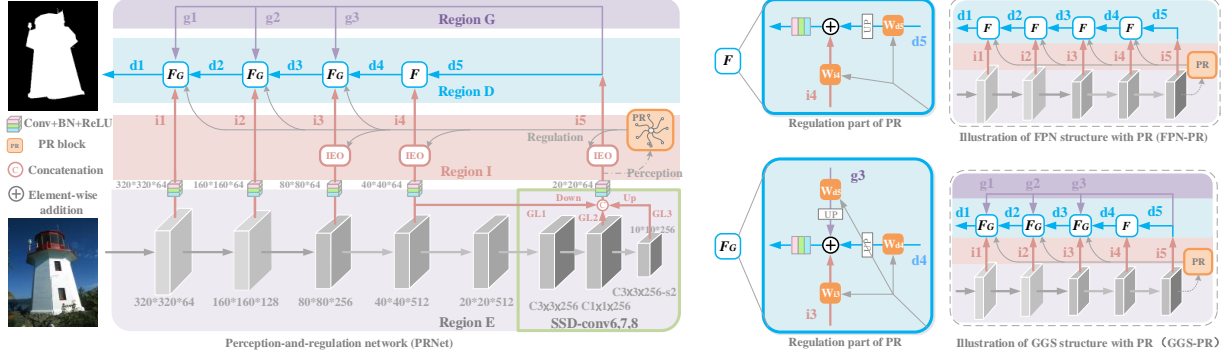 g1 g2 g3 Region G
d1 d2 d3 d4 d5
FG FG FG F
Region D
i1 i2 i3 i4 i5
Conv+BN+ReLU
PR block
Concatenation
Element-wise
addition
Regulation
PR
IEO IEO IEO
Perception
Region I
320*320*64 160*160*64 80*80*64 40*40*64 20*20*64
Down C Up
GL1 GL2 GL3
10*10*256
320*320*64 160*160*128 80*80*256 40*40*512 20*20*512
C3x3x256 C1x1x256 C3x3x256-s2
Region E SSD-conv6,7,8
Perception-and-regulation network (PRNet)
F
UP Wd5
d5
Wi4
i4
Regulation part of PR
g3
Wd5
UP
FG
UP Wd4
d4
Wi3
i3
Regulation part of PR
d1 d2 d3 d4 d5
F F F F
i1 i2 i3 i4 i5 PR
Illustration of FPN structure with PR (FPN-PR)
g1 g2 g3
d1 d2 d3 d4 d5
FG FG FG F
i1 i2 i3 i4 i5 PR
Illustration of GGS structure with PR (GGS-PR)